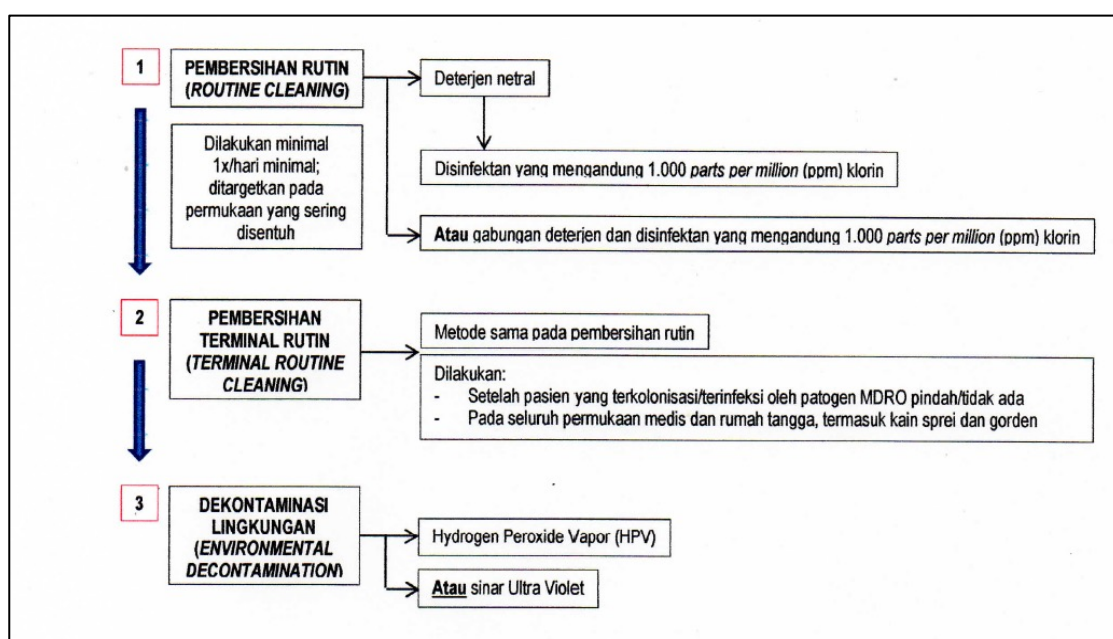 1
PEMBERSIHAN RUTIN
(ROUTINE CLEANING)
Deterjen netral
Dilakukan minimal
1x/hari minimal;
ditargetkan pada
permukaan yang sering
disentuh
Disinfektan yang mengandung 1.000 parts per million (ppm) klorin
Atau gabungan deterjen dan disinfektan yang mengandung 1.000 parts per million (ppm) klorin
2
PEMBERSIHAN
TERMINAL RUTIN
(TERMINAL ROUTINE
CLEANING)
Metode sama pada pembersihan rutin
Dilakukan:
- Setelah pasien yang terkolonisasi/terinfeksi oleh patogen MDRO pindah/tidak ada
- Pada seluruh permukaan medis dan rumah tangga, termasuk kain sprei dan gorden
3
DEKONTAMINASI
LINGKUNGAN
(ENVIRONMENTAL
DECONTAMINATION)
Hydrogen Peroxide Vapor (HPV)
Atau sinar Ultra Violet